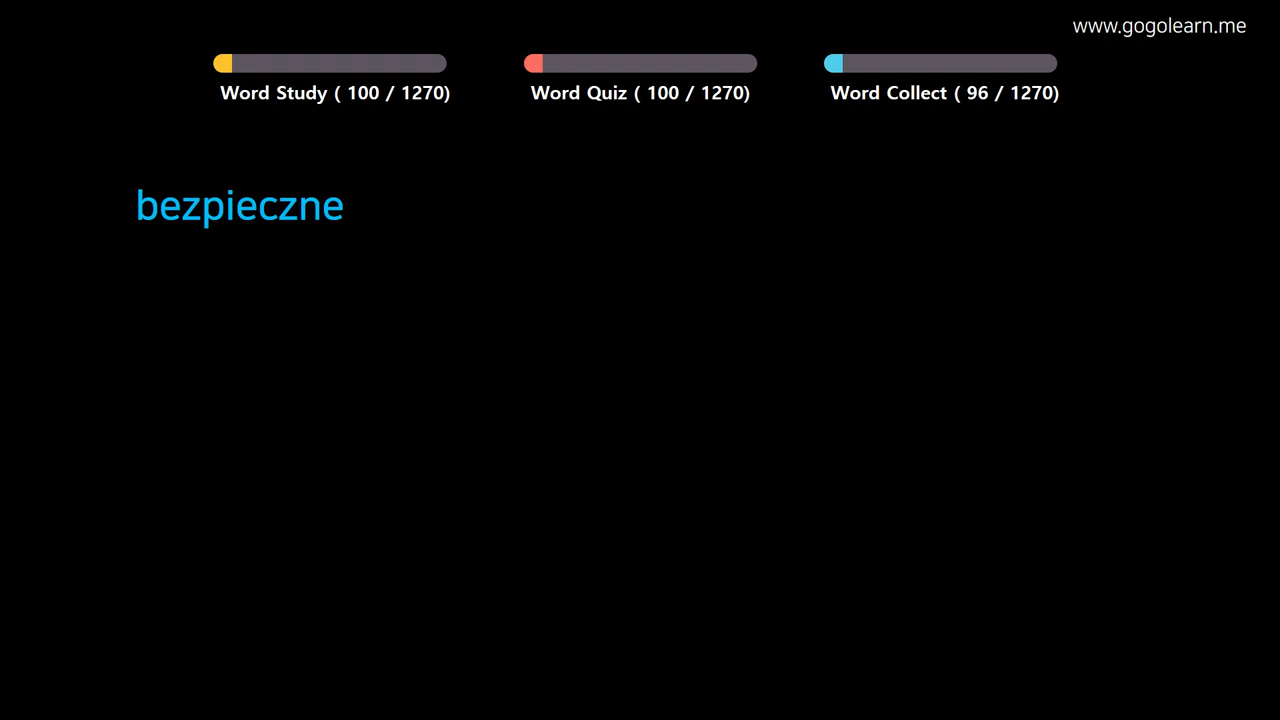 www.gogolearn.me
Word Study ( 100 / 1270)
Word Quiz ( 100 / 1270)
Word Collect ( 96 / 1270)
bezpieczne